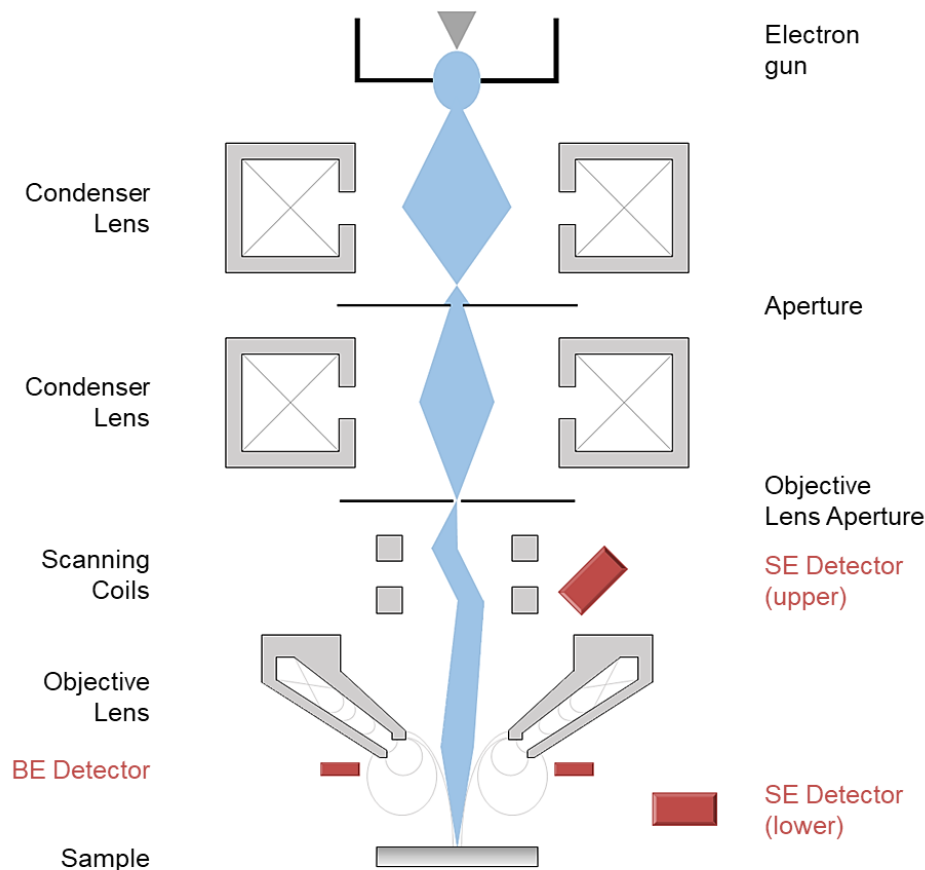 Electron
gun
Condenser
Lens
Aperture
Condenser
Lens
Objective
Lens Aperture
Scanning
Coils
SE Detector
(upper)
Objective
Lens
BE Detector
SE Detector
(lower)
Sample